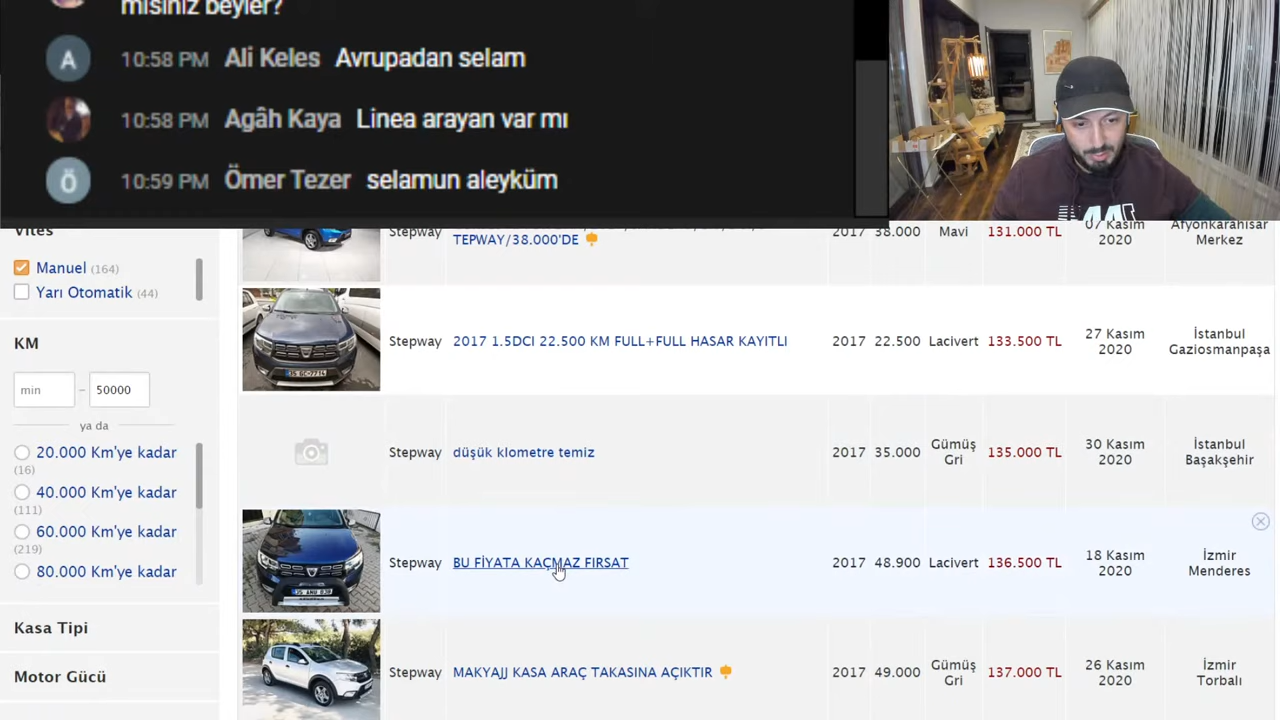 misiniz beyler?
A
10:58 PM Ali Keles Avrupadan selam
10:58 PM Agâh Kaya Linea arayan var mı
Ö
10:59 PM Ömer Tezer selamun aleyküm
Vites
Manuel (164)
Yarı Otomatik (44)
KM
min - 50000
ya da
20.000 Km'ye kadar
(16)
40.000 Km'ye kadar
(111)
60.000 Km'ye kadar
(219)
80.000 Km'ye kadar
Kasa Tipi
Motor Gücü
Stepway
TEPWAY/38.000'DE
2017 38.000 Mavi 131.000 TL
07 Kasım
2020
Afyonkarahisar
Merkez
Stepway 2017 1.5DCI 22.500 KM FULL+FULL HASAR KAYITLI 2017 22.500 Lacivert 133.500 TL
27 Kasım
2020
İstanbul
Gaziosmanpaşa
Stepway düşük klometre temiz 2017 35.000
Gümüş
Gri
135.000 TL
30 Kasım
2020
İstanbul
Başakşehir
Stepway BU FİYATA KAÇMAZ FIRSAT 2017 48.900 Lacivert 136.500 TL
18 Kasım
2020
İzmir
Menderes
Stepway MAKYAJJ KASA ARAÇ TAKASINA AÇIKTIR 2017 49.000
Gümüş
Gri
137.000 TL
26 Kasım
2020
İzmir
Torbalı